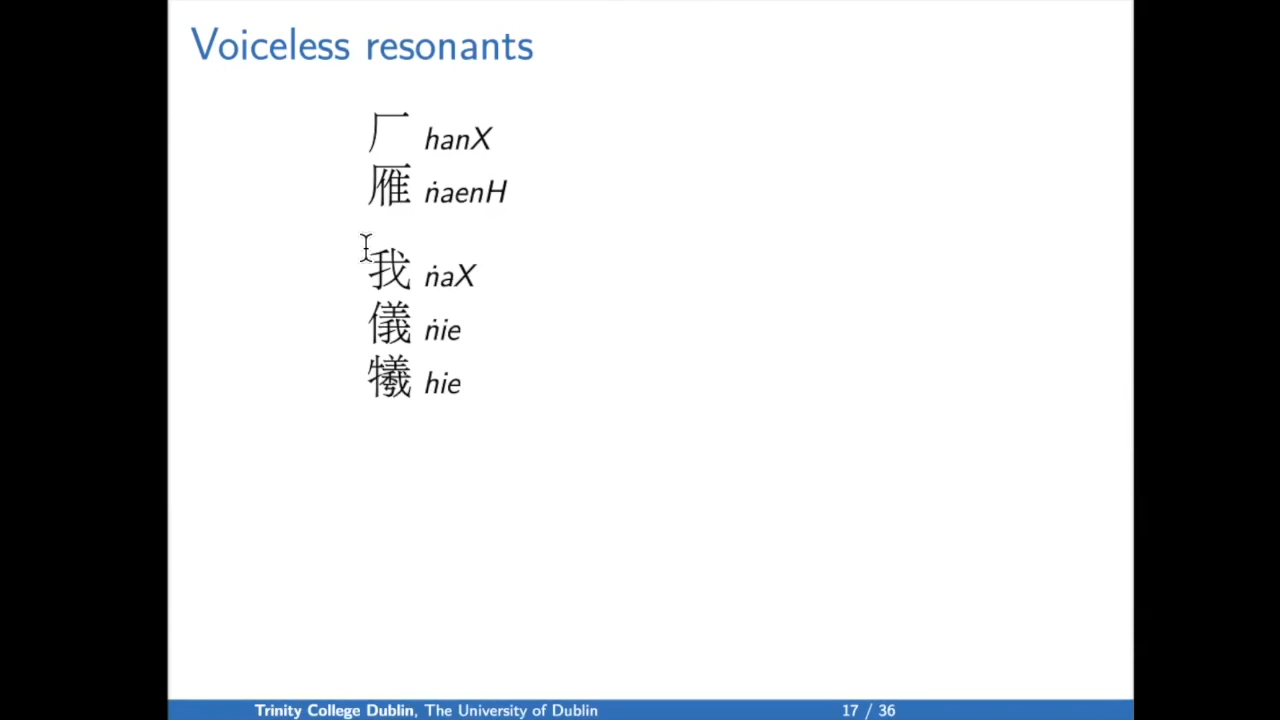 Voiceless resonants
厂 hanX
雁 ṅaenH
我 ṅaX
儀 ṅie
犧 hie
Trinity College Dublin, The University of Dublin 17 / 36